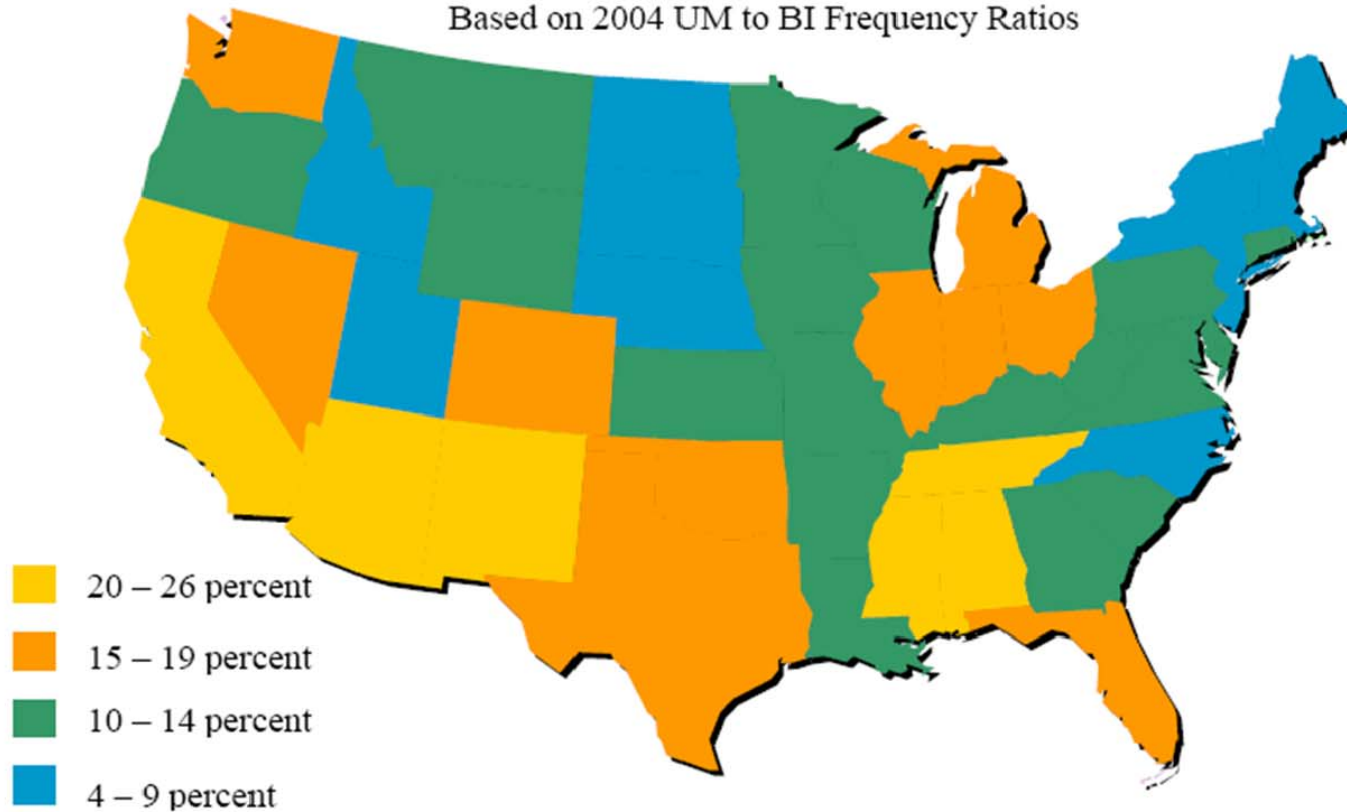 Based on 2004 UM to BI Frequency Ratios
20 – 26 percent
15 – 19 percent
10 – 14 percent
4 – 9 percent